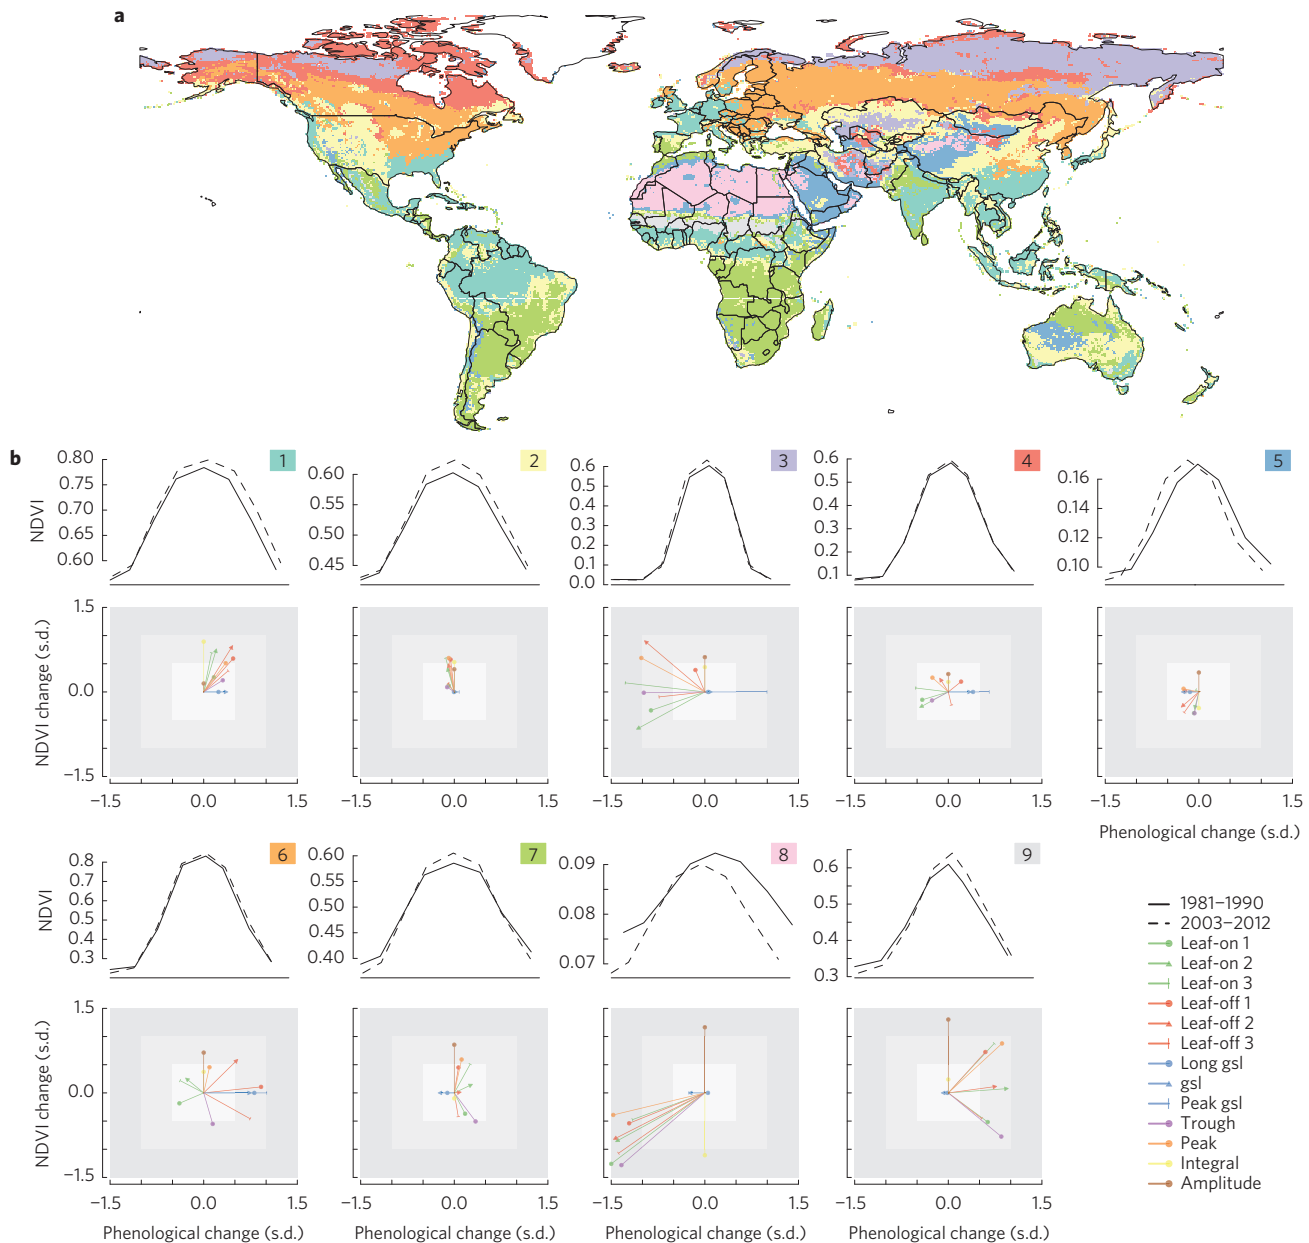 a
b
1
2
3
4
5
NDVI
0.80
0.75
0.70
0.65
0.60
0.60
0.55
0.50
0.45
0.6
0.5
0.4
0.3
0.2
0.1
0.0
0.6
0.5
0.4
0.3
0.2
0.1
0.16
0.12
0.10
NDVI change (s.d.)
1.5
0.0
−1.5
−1.5 0.0 1.5
−1.5 0.0 1.5
−1.5 0.0 1.5
−1.5 0.0 1.5
−1.5 0.0 1.5
Phenological change (s.d.)
6
7
8
9
NDVI
0.8
0.7
0.6
0.5
0.4
0.3
0.60
0.55
0.50
0.45
0.40
0.09
0.08
0.07
0.6
0.5
0.4
0.3
NDVI change (s.d.)
1.5
0.0
−1.5
−1.5 0.0 1.5
−1.5 0.0 1.5
−1.5 0.0 1.5
−1.5 0.0 1.5
Phenological change (s.d.)
Phenological change (s.d.)
Phenological change (s.d.)
Phenological change (s.d.)
1981–1990
2003–2012
Leaf-on 1
Leaf-on 2
Leaf-on 3
Leaf-off 1
Leaf-off 2
Leaf-off 3
Long gsl
gsl
Peak gsl
Trough
Peak
Integral
Amplitude